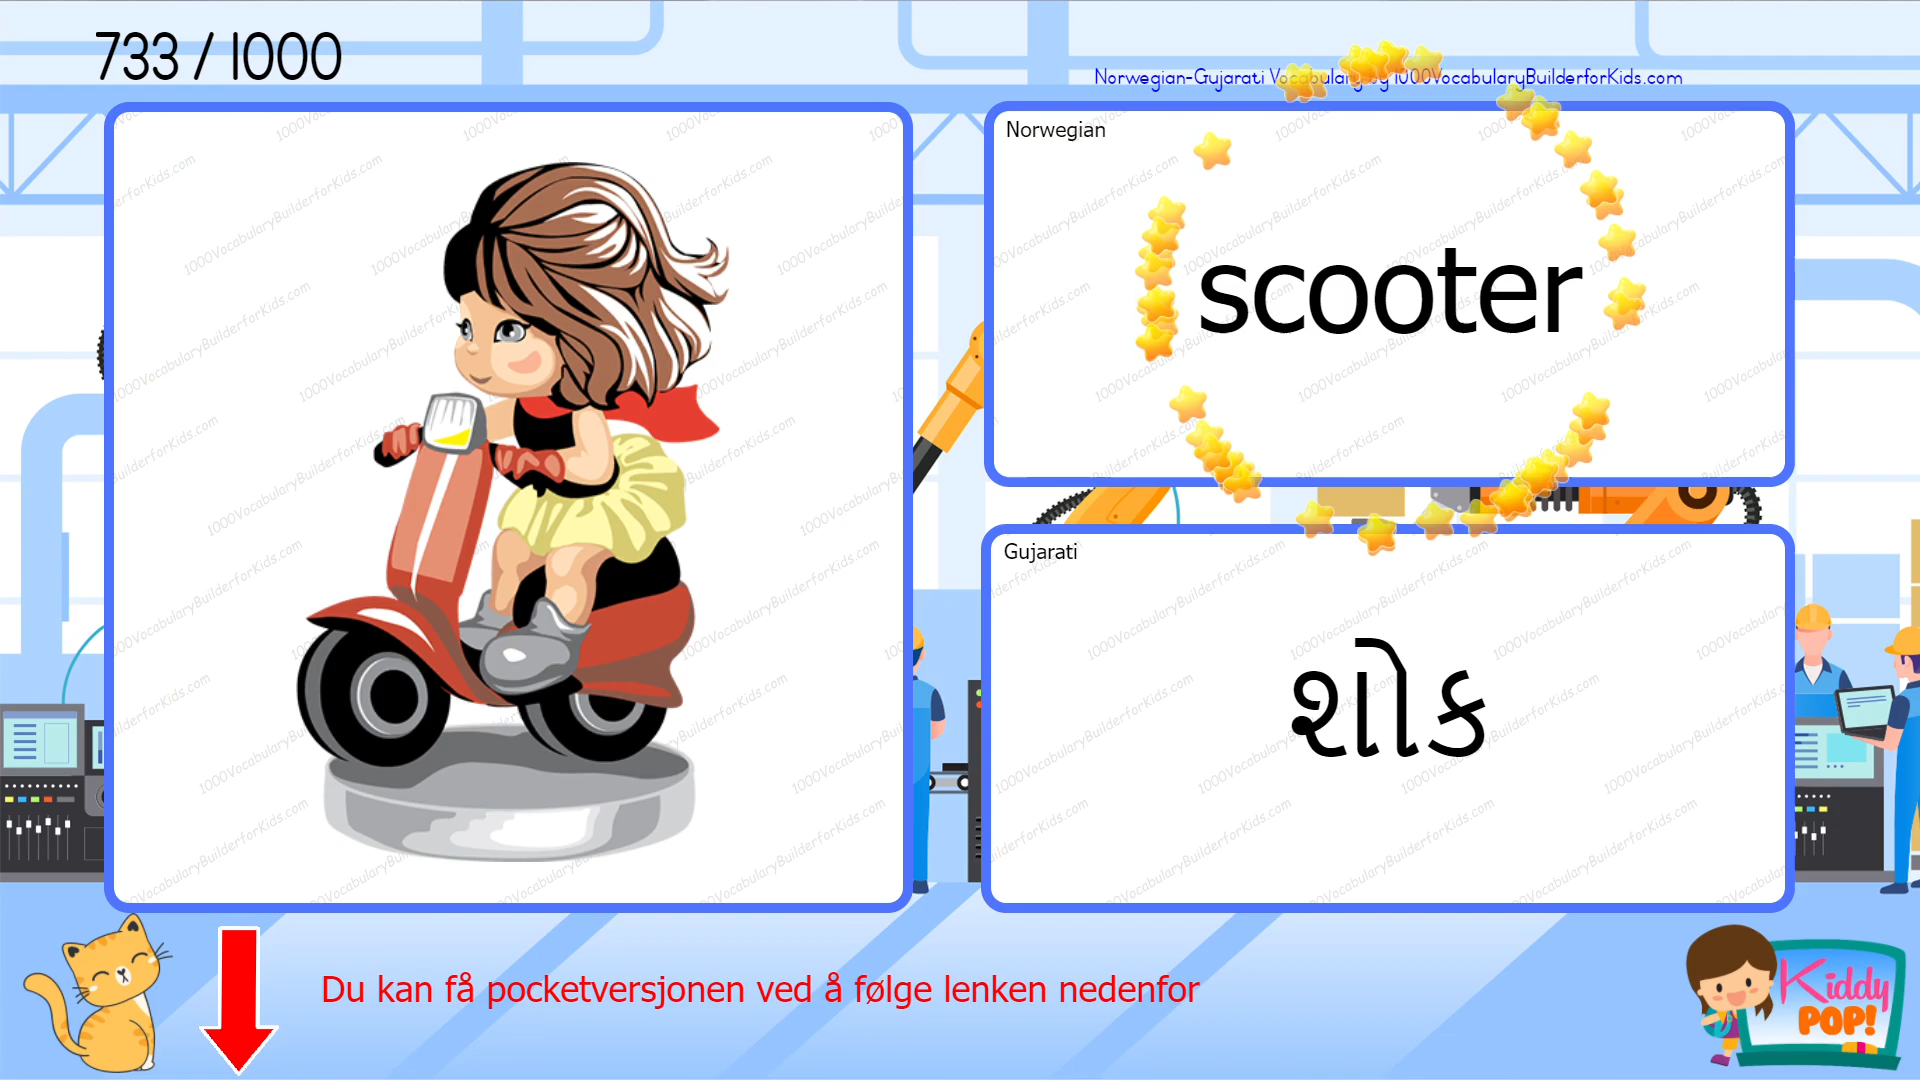 733 / 1000
Norwegian-Gujarati Vocabulary by 1000VocabularyBuilderforKids.com
Norwegian
scooter
Gujarati
શોક
Du kan få pocketversjonen ved å følge lenken nedenfor
Kiddy
POP!